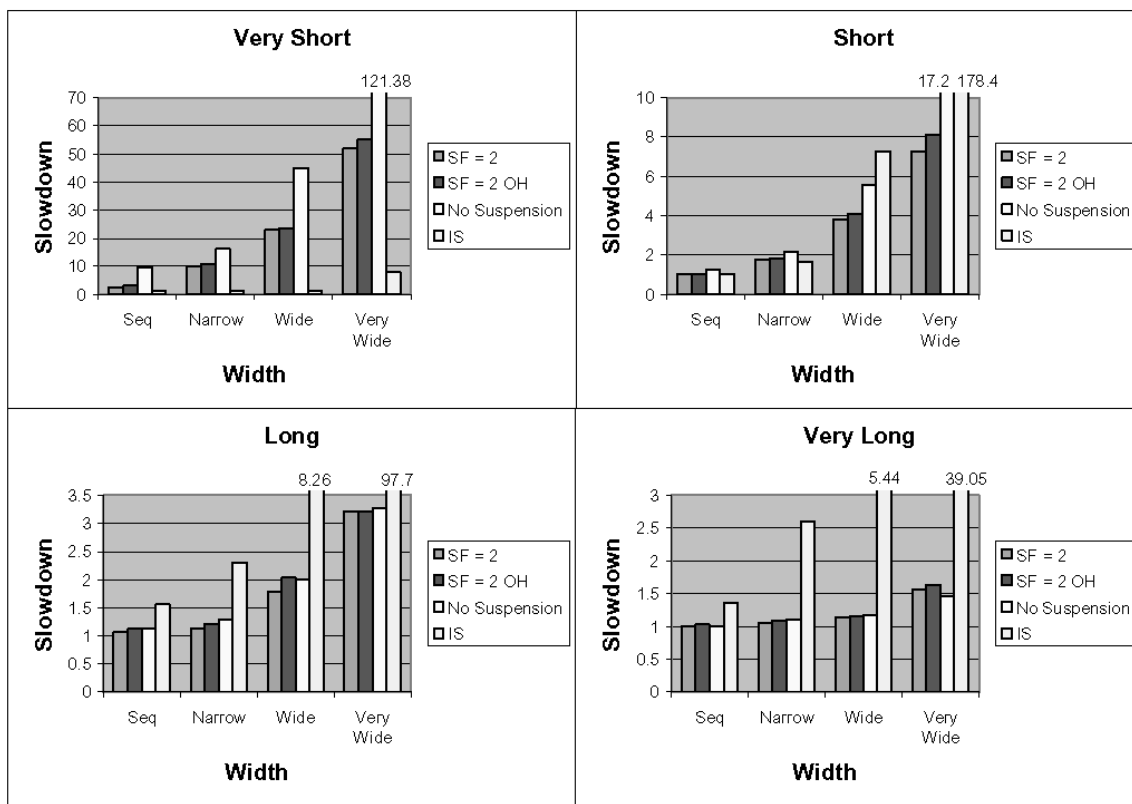 Very Short
121.38
70
60
50
40
30
20
10
0
Slowdown
Seq Narrow Wide Very Wide
Width
SF = 2
SF = 2 OH
No Suspension
IS
Short
17.2 178.4
10
8
6
4
2
0
Slowdown
Seq Narrow Wide Very Wide
Width
SF = 2
SF = 2 OH
No Suspension
IS
Long
8.26 97.7
3.5
3
2.5
2
1.5
1
0.5
0
Slowdown
Seq Narrow Wide Very Wide
Width
SF = 2
SF = 2 OH
No Suspension
IS
Very Long
5.44 39.05
3
2.5
2
1.5
1
0.5
0
Slowdown
Seq Narrow Wide Very Wide
Width
SF = 2
SF = 2 OH
No Suspension
IS